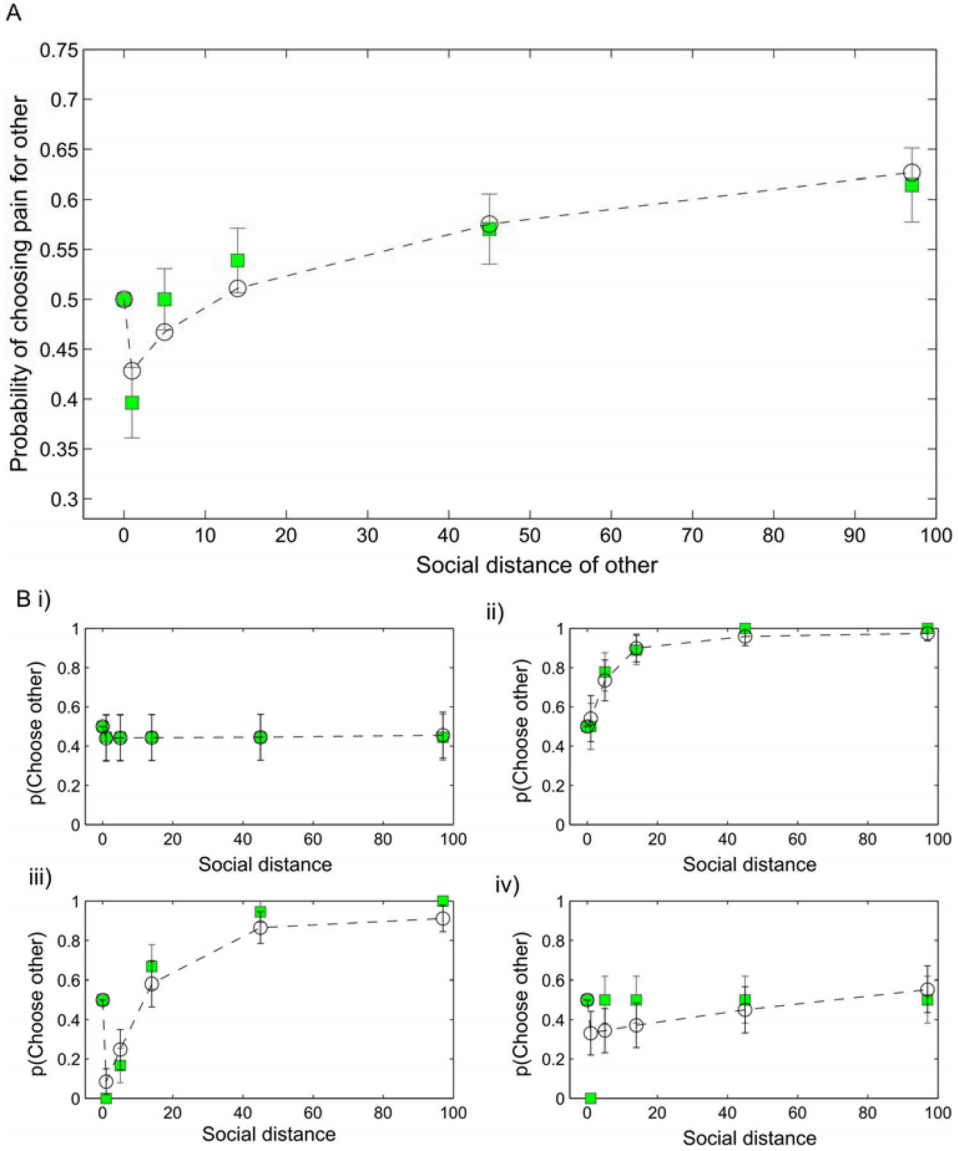 A
0.75
0.7
0.65
0.6
0.55
0.5
0.45
0.4
0.35
0.3
Probability of choosing pain for other
0 10 20 30 40 50 60 70 80 90 100
Social distance of other
B i)
1
0.8
0.6
0.4
0.2
0
p(Choose other)
0 20 40 60 80 100
Social distance
ii)
1
0.8
0.6
0.4
0.2
0
p(Choose other)
0 20 40 60 80 100
Social distance
iii)
1
0.8
0.6
0.4
0.2
0
p(Choose other)
0 20 40 60 80 100
Social distance
iv)
1
0.8
0.6
0.4
0.2
0
p(Choose other)
0 20 40 60 80 100
Social distance